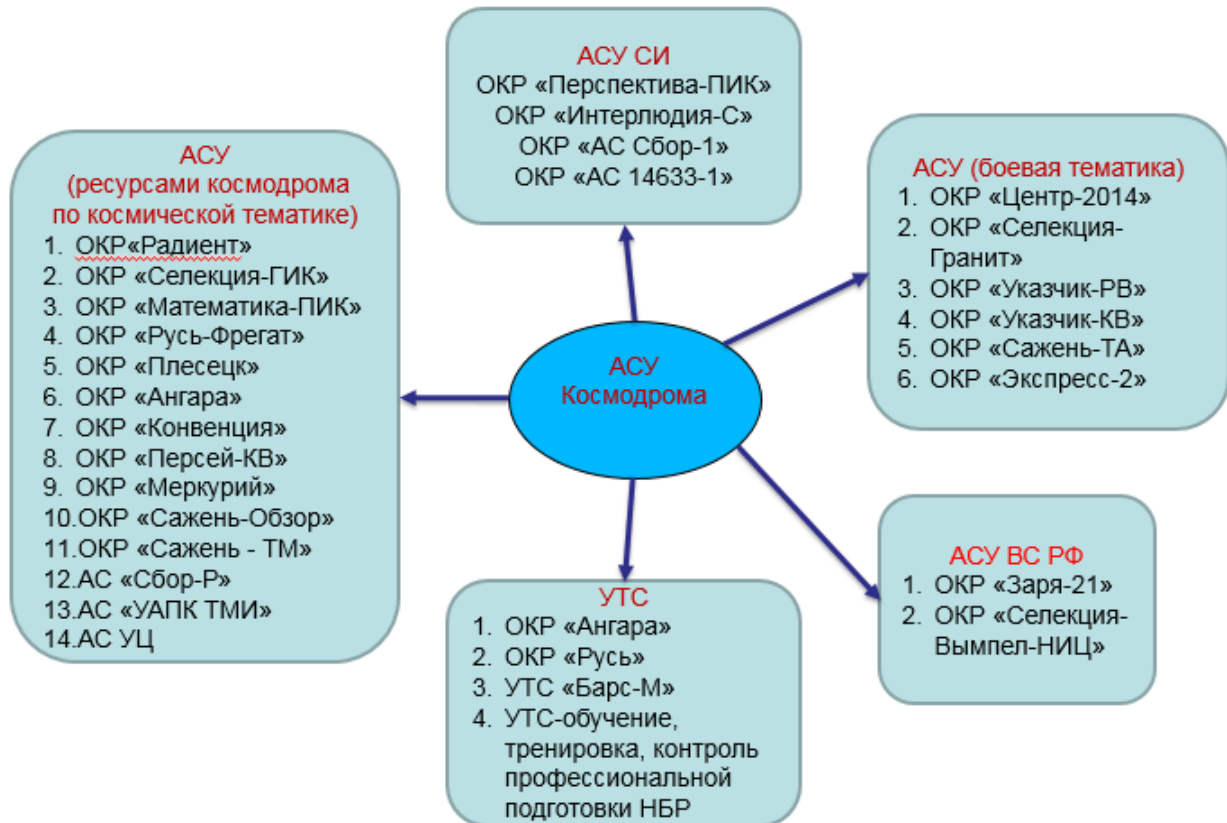 АСУ СИ
ОКР «Перспектива-ПИК»
ОКР «Интерлюдия-С»
ОКР «АС Сбор-1»
ОКР «АС 14633-1»
АСУ
(ресурсами космодрома
по космической тематике)
1. ОКР«Радиент»
2. ОКР «Селекция-ГИК»
3. ОКР «Математика-ПИК»
4. ОКР «Русь-Фрегат»
5. ОКР «Плесецк»
6. ОКР «Ангара»
7. ОКР «Конвенция»
8. ОКР «Персей-КВ»
9. ОКР «Меркурий»
10.ОКР «Сажень-Обзор»
11.ОКР «Сажень - ТМ»
12.АС «Сбор-Р»
13.АС «УАПК ТМИ»
14.АС УЦ
АСУ (боевая тематика)
1. ОКР «Центр-2014»
2. ОКР «Селекция-
Гранит»
3. ОКР «Указчик-РВ»
4. ОКР «Указчик-КВ»
5. ОКР «Сажень-ТА»
6. ОКР «Экспресс-2»
АСУ
Космодрома
АСУ ВС РФ
1. ОКР «Заря-21»
2. ОКР «Селекция-
Вымпел-НИЦ»
УТС
1. ОКР «Ангара»
2. ОКР «Русь»
3. УТС «Барс-М»
4. УТС-обучение,
тренировка, контроль
профессиональной
подготовки НБР